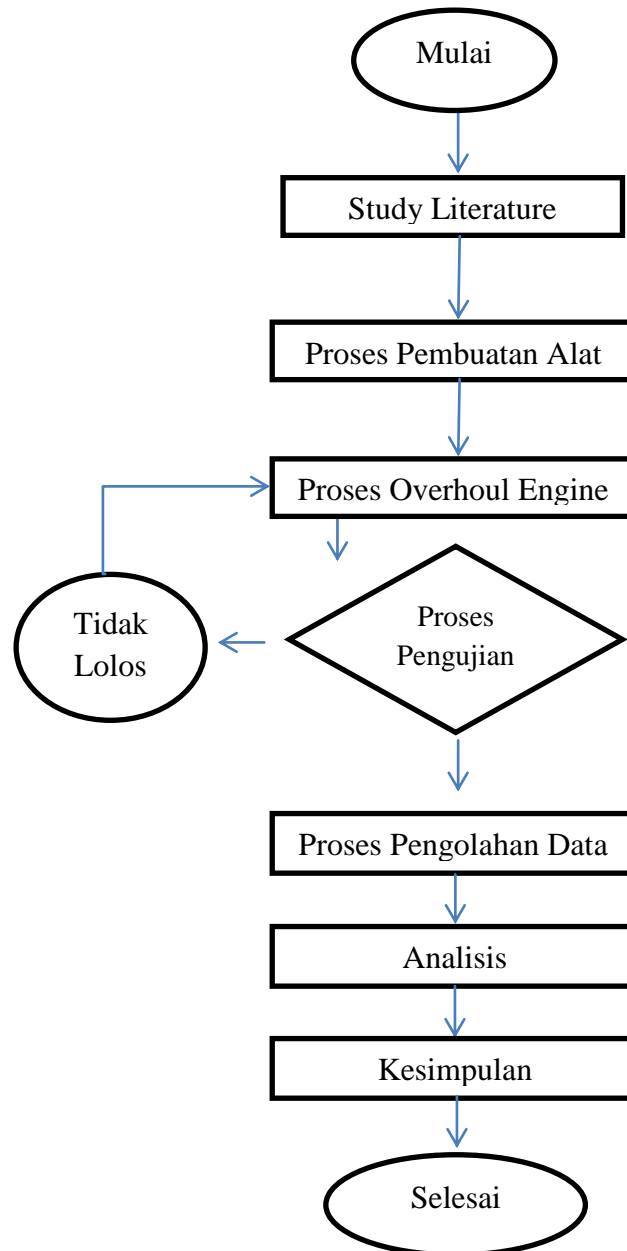 Mulai
Study Literature
Proses Pembuatan Alat
Proses Overhoul Engine
Tidak
Lolos
Proses
Pengujian
Proses Pengolahan Data
Analisis
Kesimpulan
Selesai